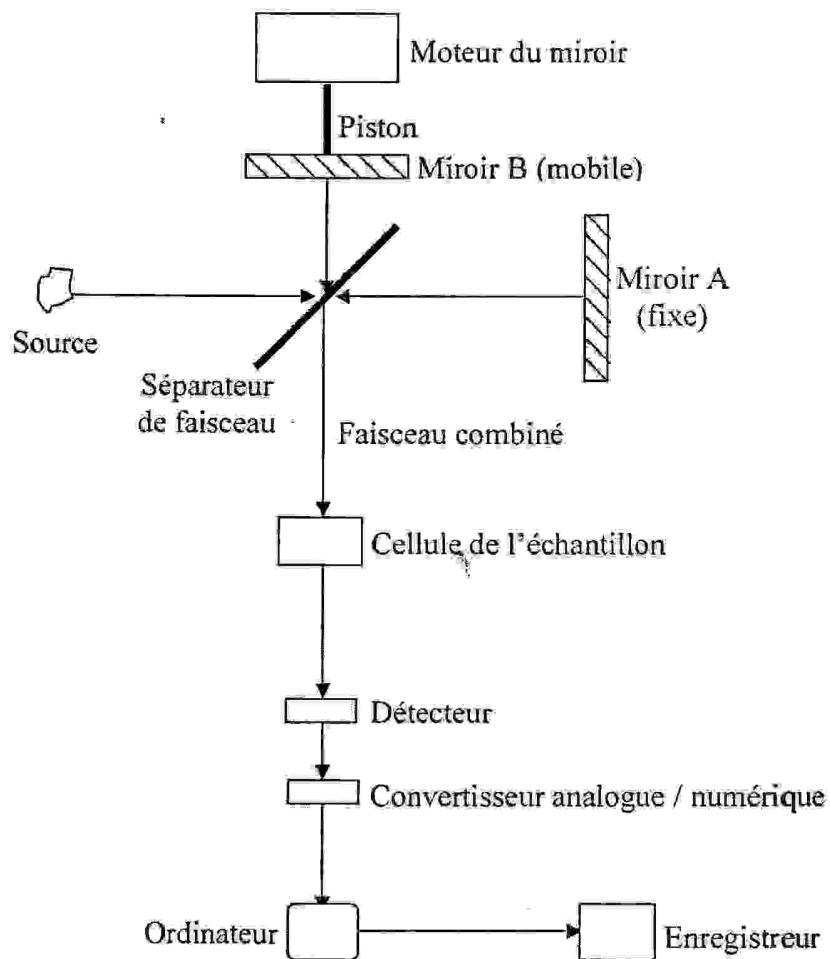 Moteur du miroir
Piston
Miroir B (mobile)
Miroir A
(fixe)
Source
Séparateur
de faisceau
Faisceau combiné
Cellule de l'échantillon
Détecteur
Convertisseur analogue / numérique
Ordinateur
Enregistreur